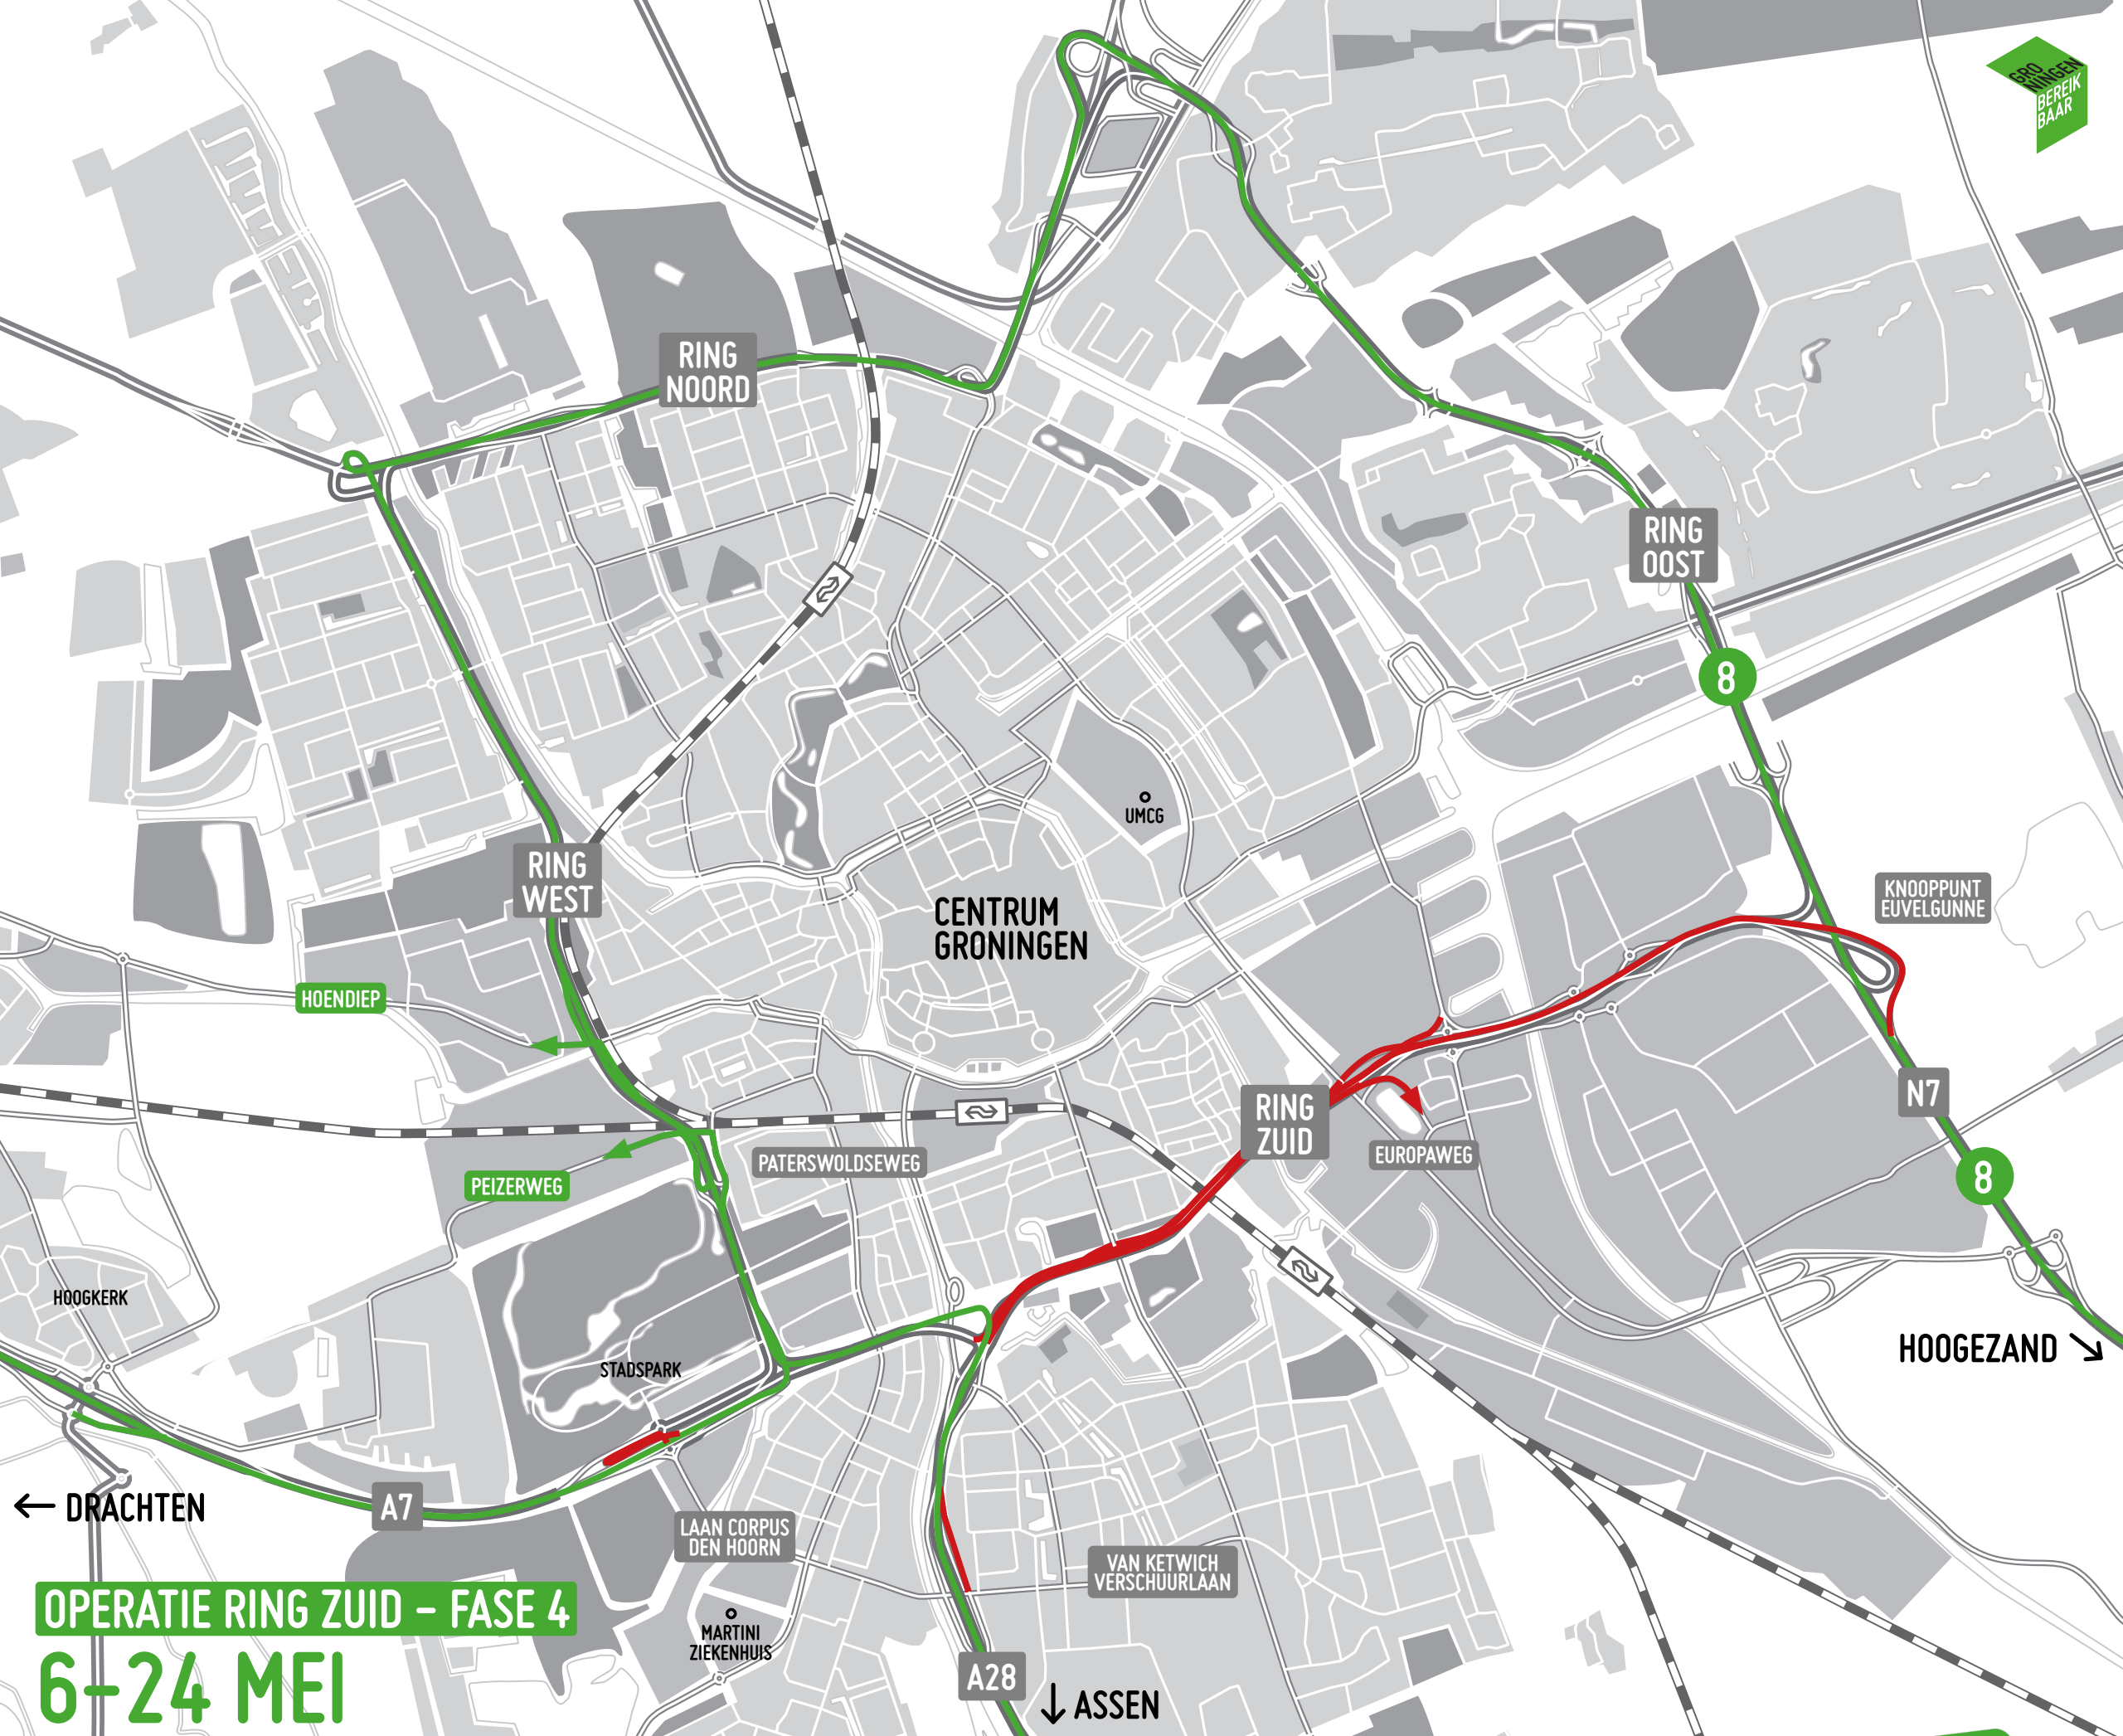 GRO
NINGEN
BEREIK
BAAR
RING
NOORD
RING
OOST
8
RING
WEST
UMCG
KNOOPPUNT
EUVELGUNNE
CENTRUM
GRONINGEN
HOENDIEP
N7
RING
ZUID
EUROPAWEG
PATERSWOLDSEWEG
PEIZERWEG
8
HOOGKERK
STADSPARK
HOOGEZAND
DRACHTEN
A7
LAAN CORPUS
DEN HOORN
VAN KETWICH
VERSCHUURLAAN
OPERATIE RING ZUID – FASE 4
6–24 MEI
MARTINI
ZIEKENHUIS
A28
ASSEN